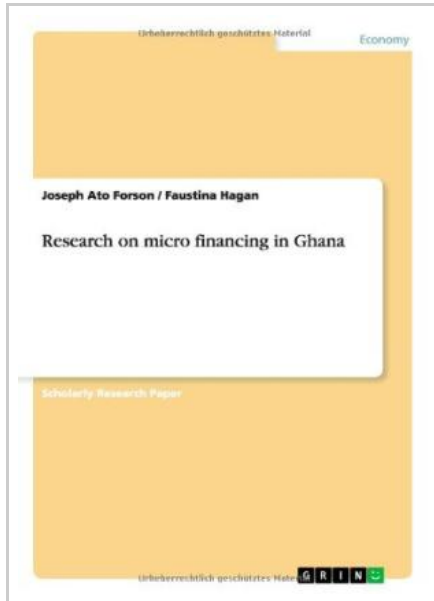 Urheberrechtlich geschütztes Material
Economy
Joseph Ato Forson / Faustina Hagan
Research on micro financing in Ghana
Scholarly Research Paper
Urheberrechtlich geschütztes Mate
GRIN